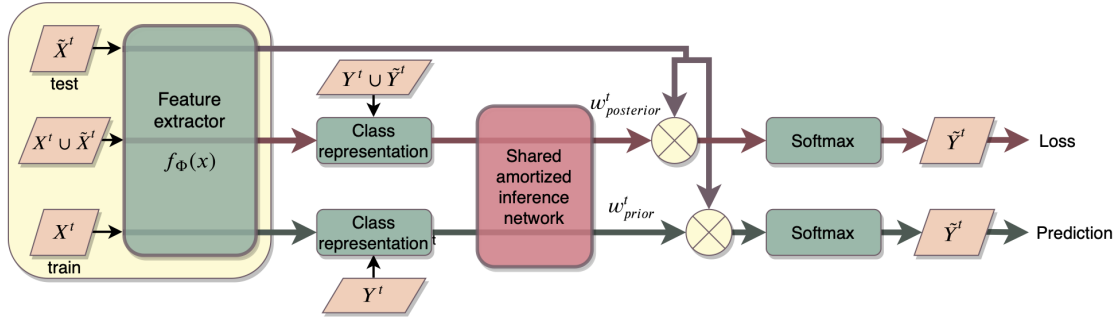 X̃ᵗ
test
Feature
extractor
f_Φ(x)
Xᵗ ∪ X̃ᵗ
Xᵗ
train
Yᵗ ∪ Ỹᵗ
Class
representation
Class
representation t
Yᵗ
Shared
amortized
inference
network
wᵗ_posterior
wᵗ_prior
Softmax
Ỹᵗ
Loss
Softmax
Ỹᵗ
Prediction